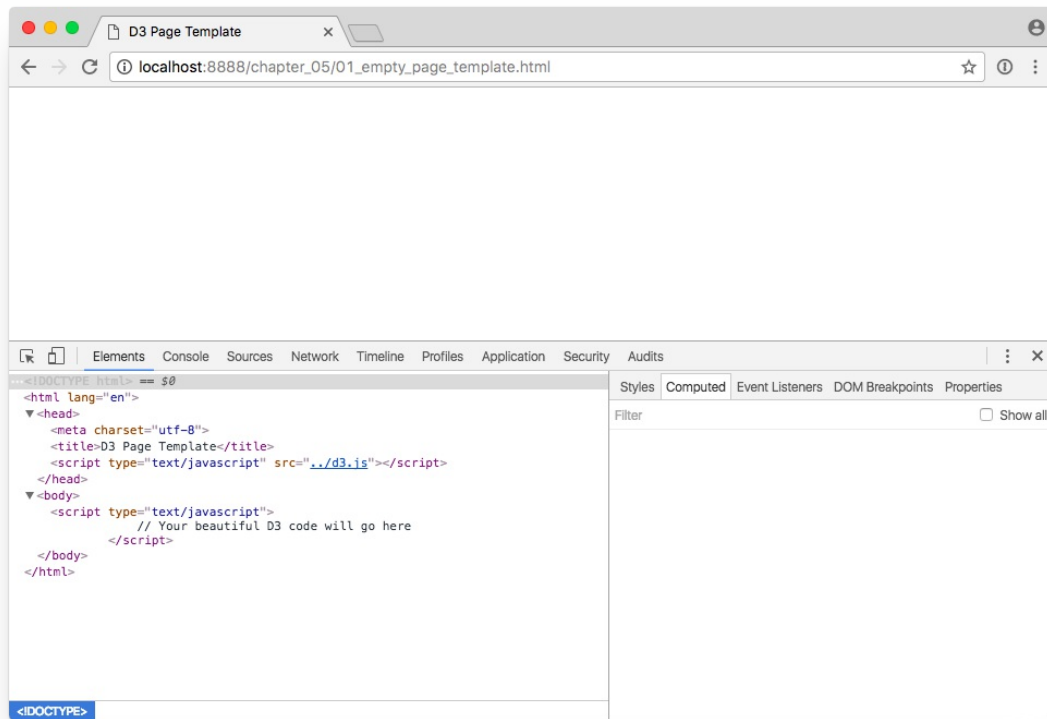 D3 Page Template
localhost:8888/chapter_05/01_empty_page_template.html
Elements Console Sources Network Timeline Profiles Application Security Audits
...<!DOCTYPE html> == $0
<html lang="en">
▼<head>
<meta charset="utf-8">
<title>D3 Page Template</title>
<script type="text/javascript" src="../d3.js"></script>
</head>
▼<body>
<script type="text/javascript">
// Your beautiful D3 code will go here
</script>
</body>
</html>
<!DOCTYPE>
Styles Computed Event Listeners DOM Breakpoints Properties
Filter Show all